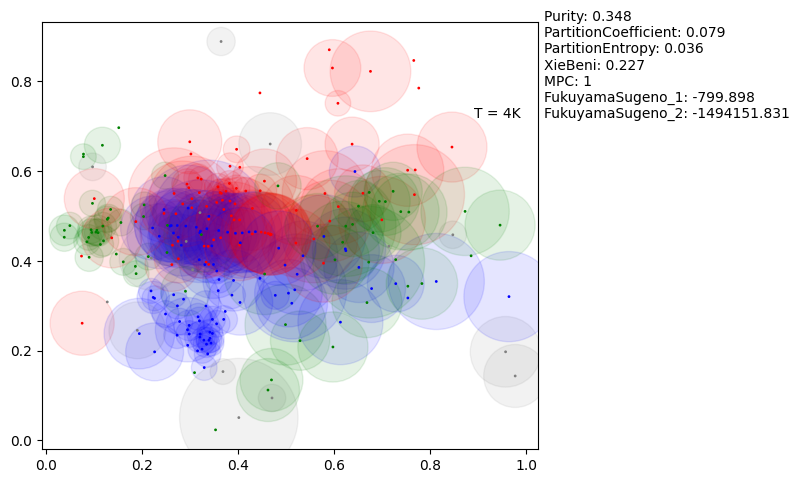 Purity: 0.348
PartitionCoefficient: 0.079
PartitionEntropy: 0.036
XieBeni: 0.227
MPC: 1
FukuyamaSugeno_1: -799.898
FukuyamaSugeno_2: -1494151.831
T = 4K
0.8
0.6
0.4
0.2
0.0
0.0 0.2 0.4 0.6 0.8 1.0